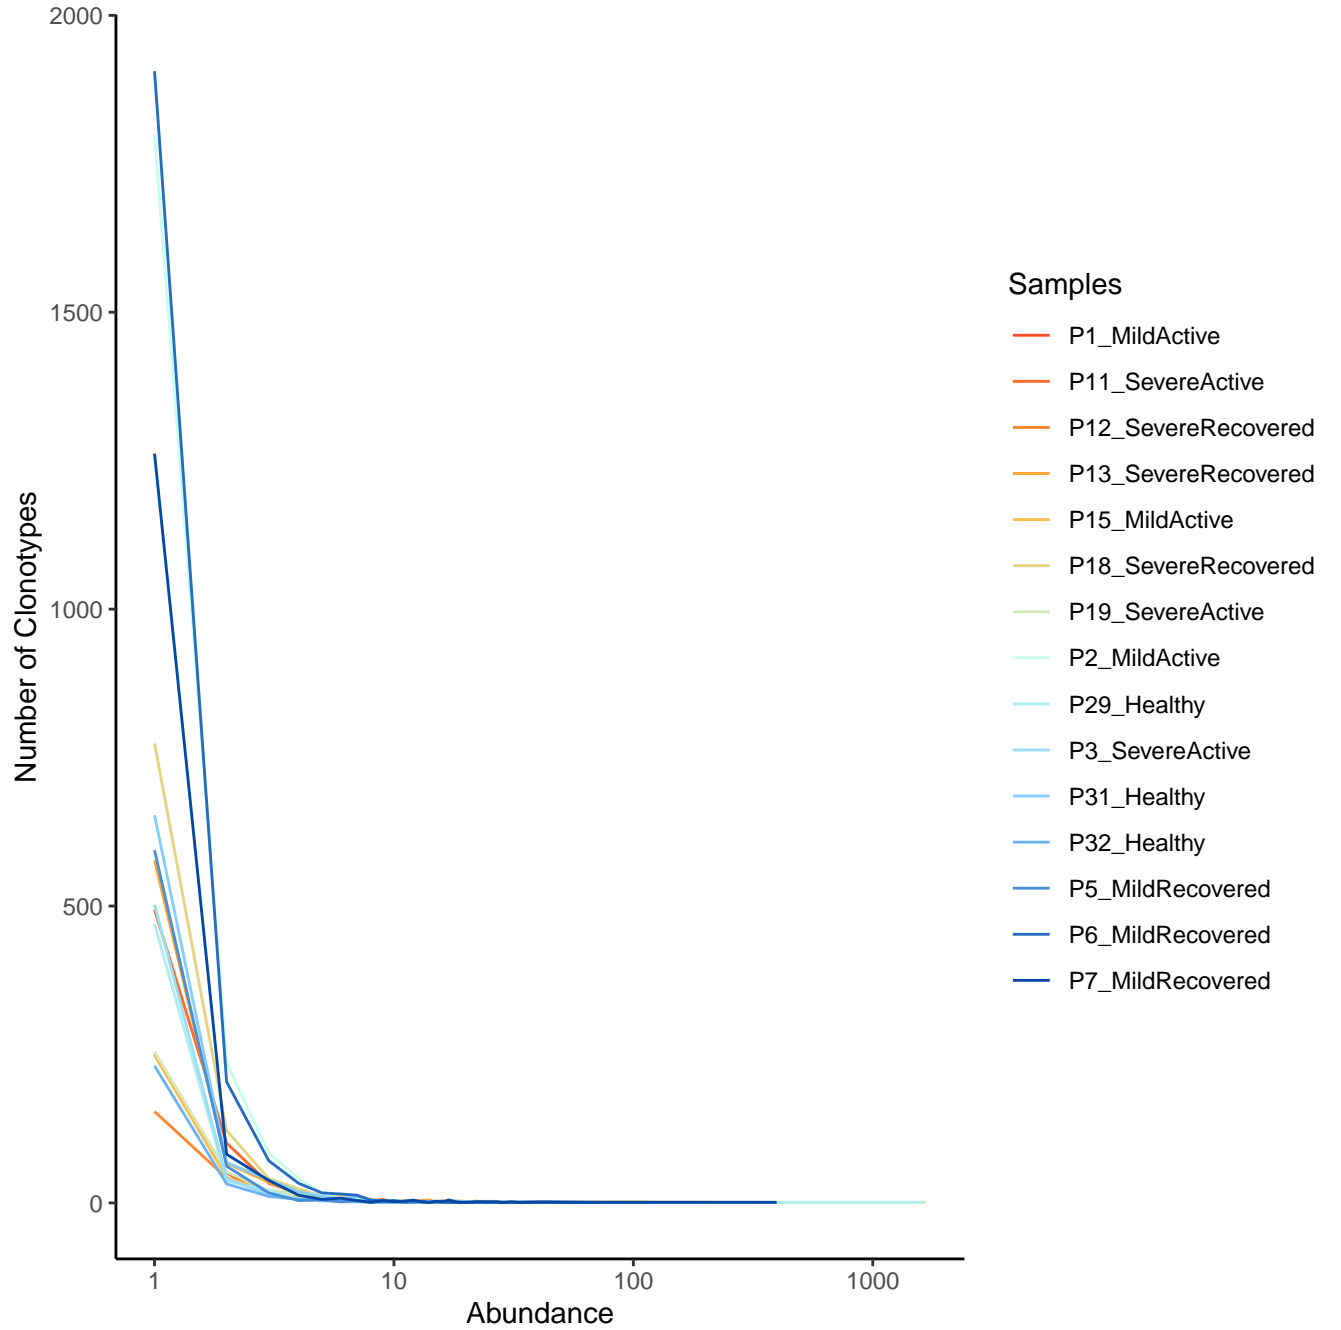 2000
1500
1000
500
0
Number of Clonotypes
1
10
100
1000
Abundance
Samples
P1_MildActive
P11_SevereActive
P12_SevereRecovered
P13_SevereRecovered
P15_MildActive
P18_SevereRecovered
P19_SevereActive
P2_MildActive
P29_Healthy
P3_SevereActive
P31_Healthy
P32_Healthy
P5_MildRecovered
P6_MildRecovered
P7_MildRecovered